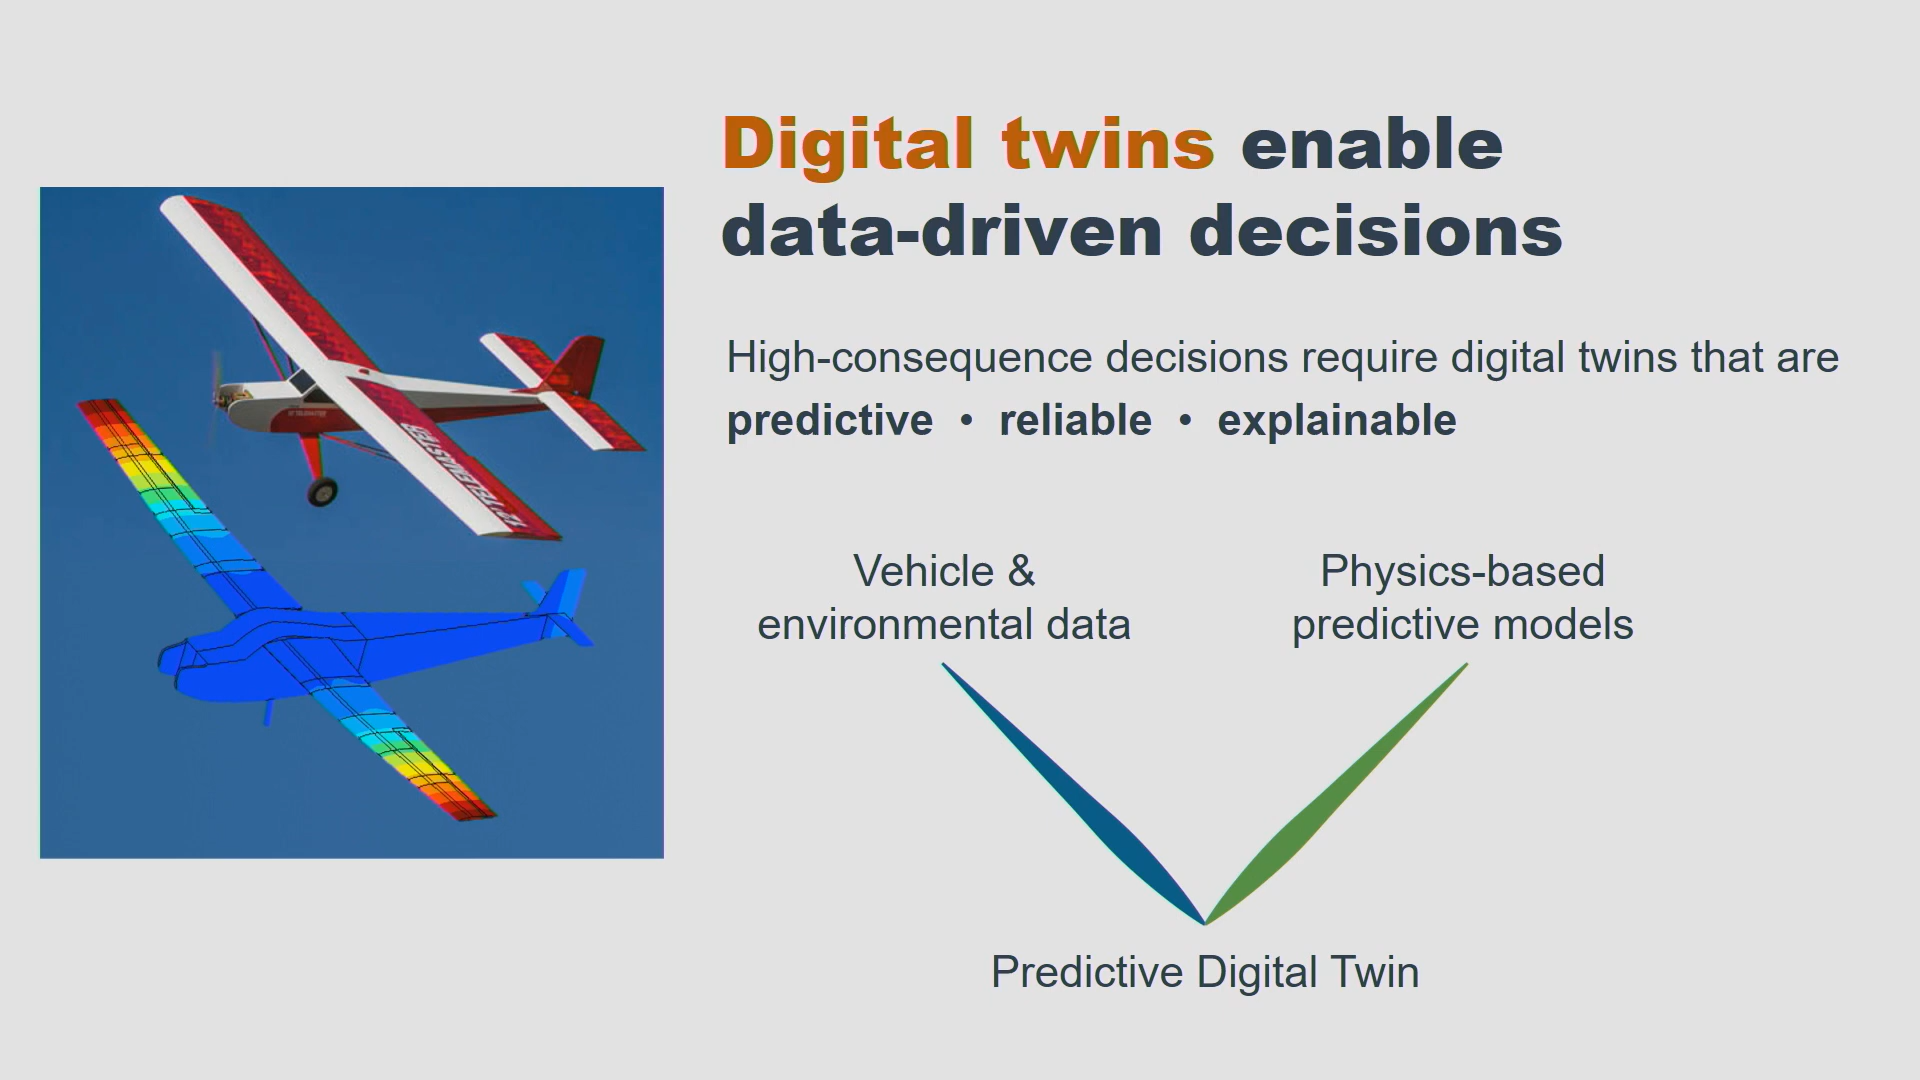 Digital twins enable
data-driven decisions
High-consequence decisions require digital twins that are
predictive • reliable • explainable
Vehicle &
environmental data
Physics-based
predictive models
Predictive Digital Twin
TELEMASTER